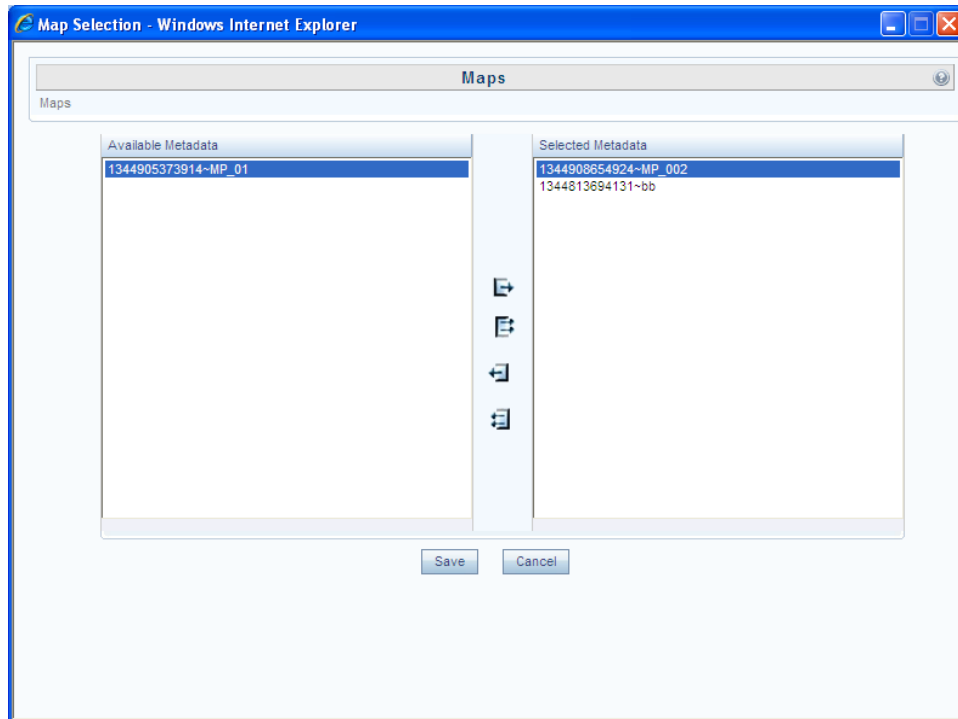 Map Selection - Windows Internet Explorer
Maps
Maps
Available Metadata
1344905373914~MP_01
Selected Metadata
1344908654924~MP_002
1344813694131~bb
Save
Cancel